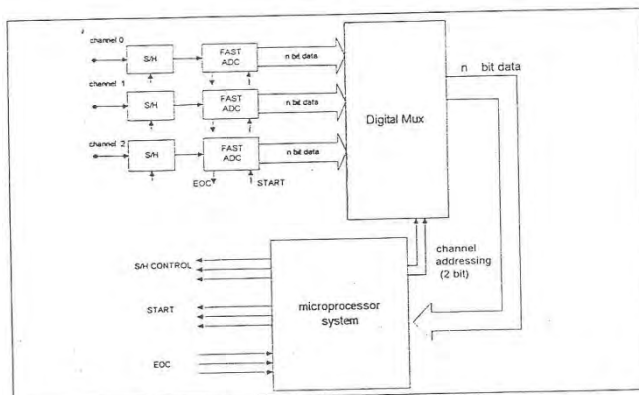 channel 0
S/H
FAST
ADC
n bit data
channel 1
S/H
FAST
ADC
n bit data
channel 2
S/H
FAST
ADC
n bit data
EOC
START
Digital Mux
n bit data
channel
addressing
(2 bit)
S/H CONTROL
START
EOC
microprocessor
system